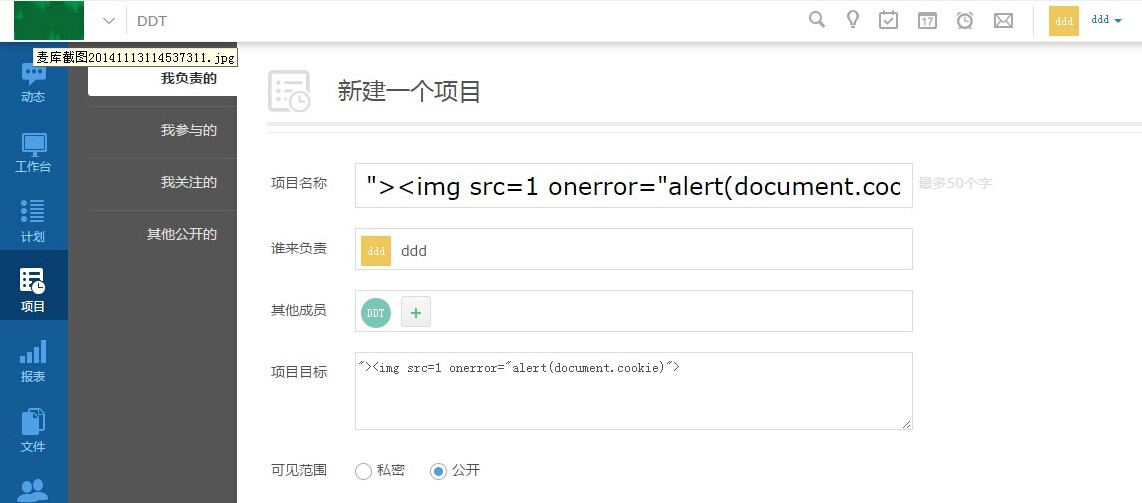 DDT
17
ddd
ddd
麦库截图20141113114537311.jpg
动态
工作台
计划
项目
报表
文件
我负责的
我参与的
我关注的
其他公开的
新建一个项目
项目名称
"><img src=1 onerror="alert(document.coo
最多50个字
谁来负责
ddd
ddd
其他成员
DDT
+
项目目标
"><img src=1 onerror="alert(document.cookie)">
可见范围
私密
公开